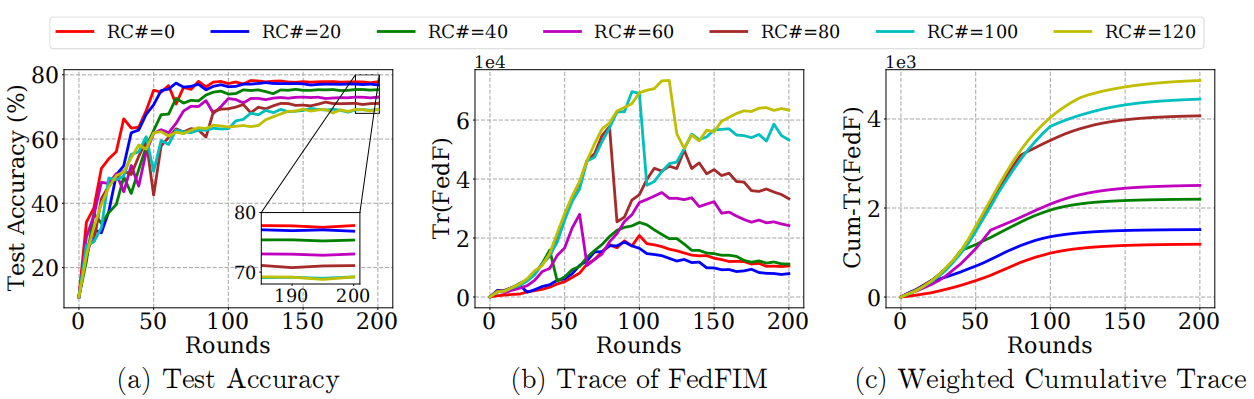 RC#=0 RC#=20 RC#=40 RC#=60 RC#=80 RC#=100 RC#=120
1e4 1e3
Test Accuracy (%)
80
60
40
20
80
70
190 200
0 50 100 150 200
Rounds
(a) Test Accuracy
Tr(FedF)
6
4
2
0
0 50 100 150 200
Rounds
(b) Trace of FedFIM
Cum-Tr(FedF)
4
2
0
0 50 100 150 200
Rounds
(c) Weighted Cumulative Trace